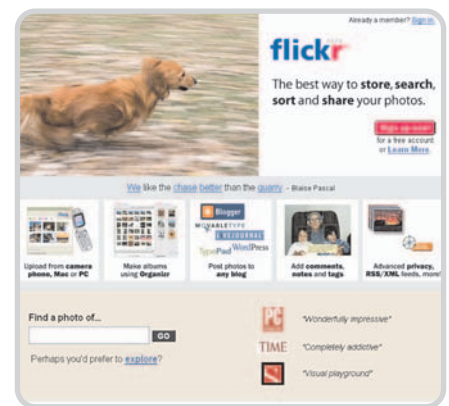 Already a member? Sign in.
flickr
The best way to store, search,
sort and share your photos.
for a free account
or Learn More.
We like the chase better than the quarry. - Blaise Pascal
Blogger
MOVABLETYPE
LIVEJOURNAL
TypePad WordPress
Upload from camera
phone, Mac or PC
Make albums
using Organizr
Post photos to
any blog
Add comments,
notes and tags
Advanced privacy,
RSS/XML feeds, more!
Find a photo of...
GO
Perhaps you'd prefer to explore?
PC
"Wonderfully impressive"
TIME
"Completely addictive"
S
"Visual playground"